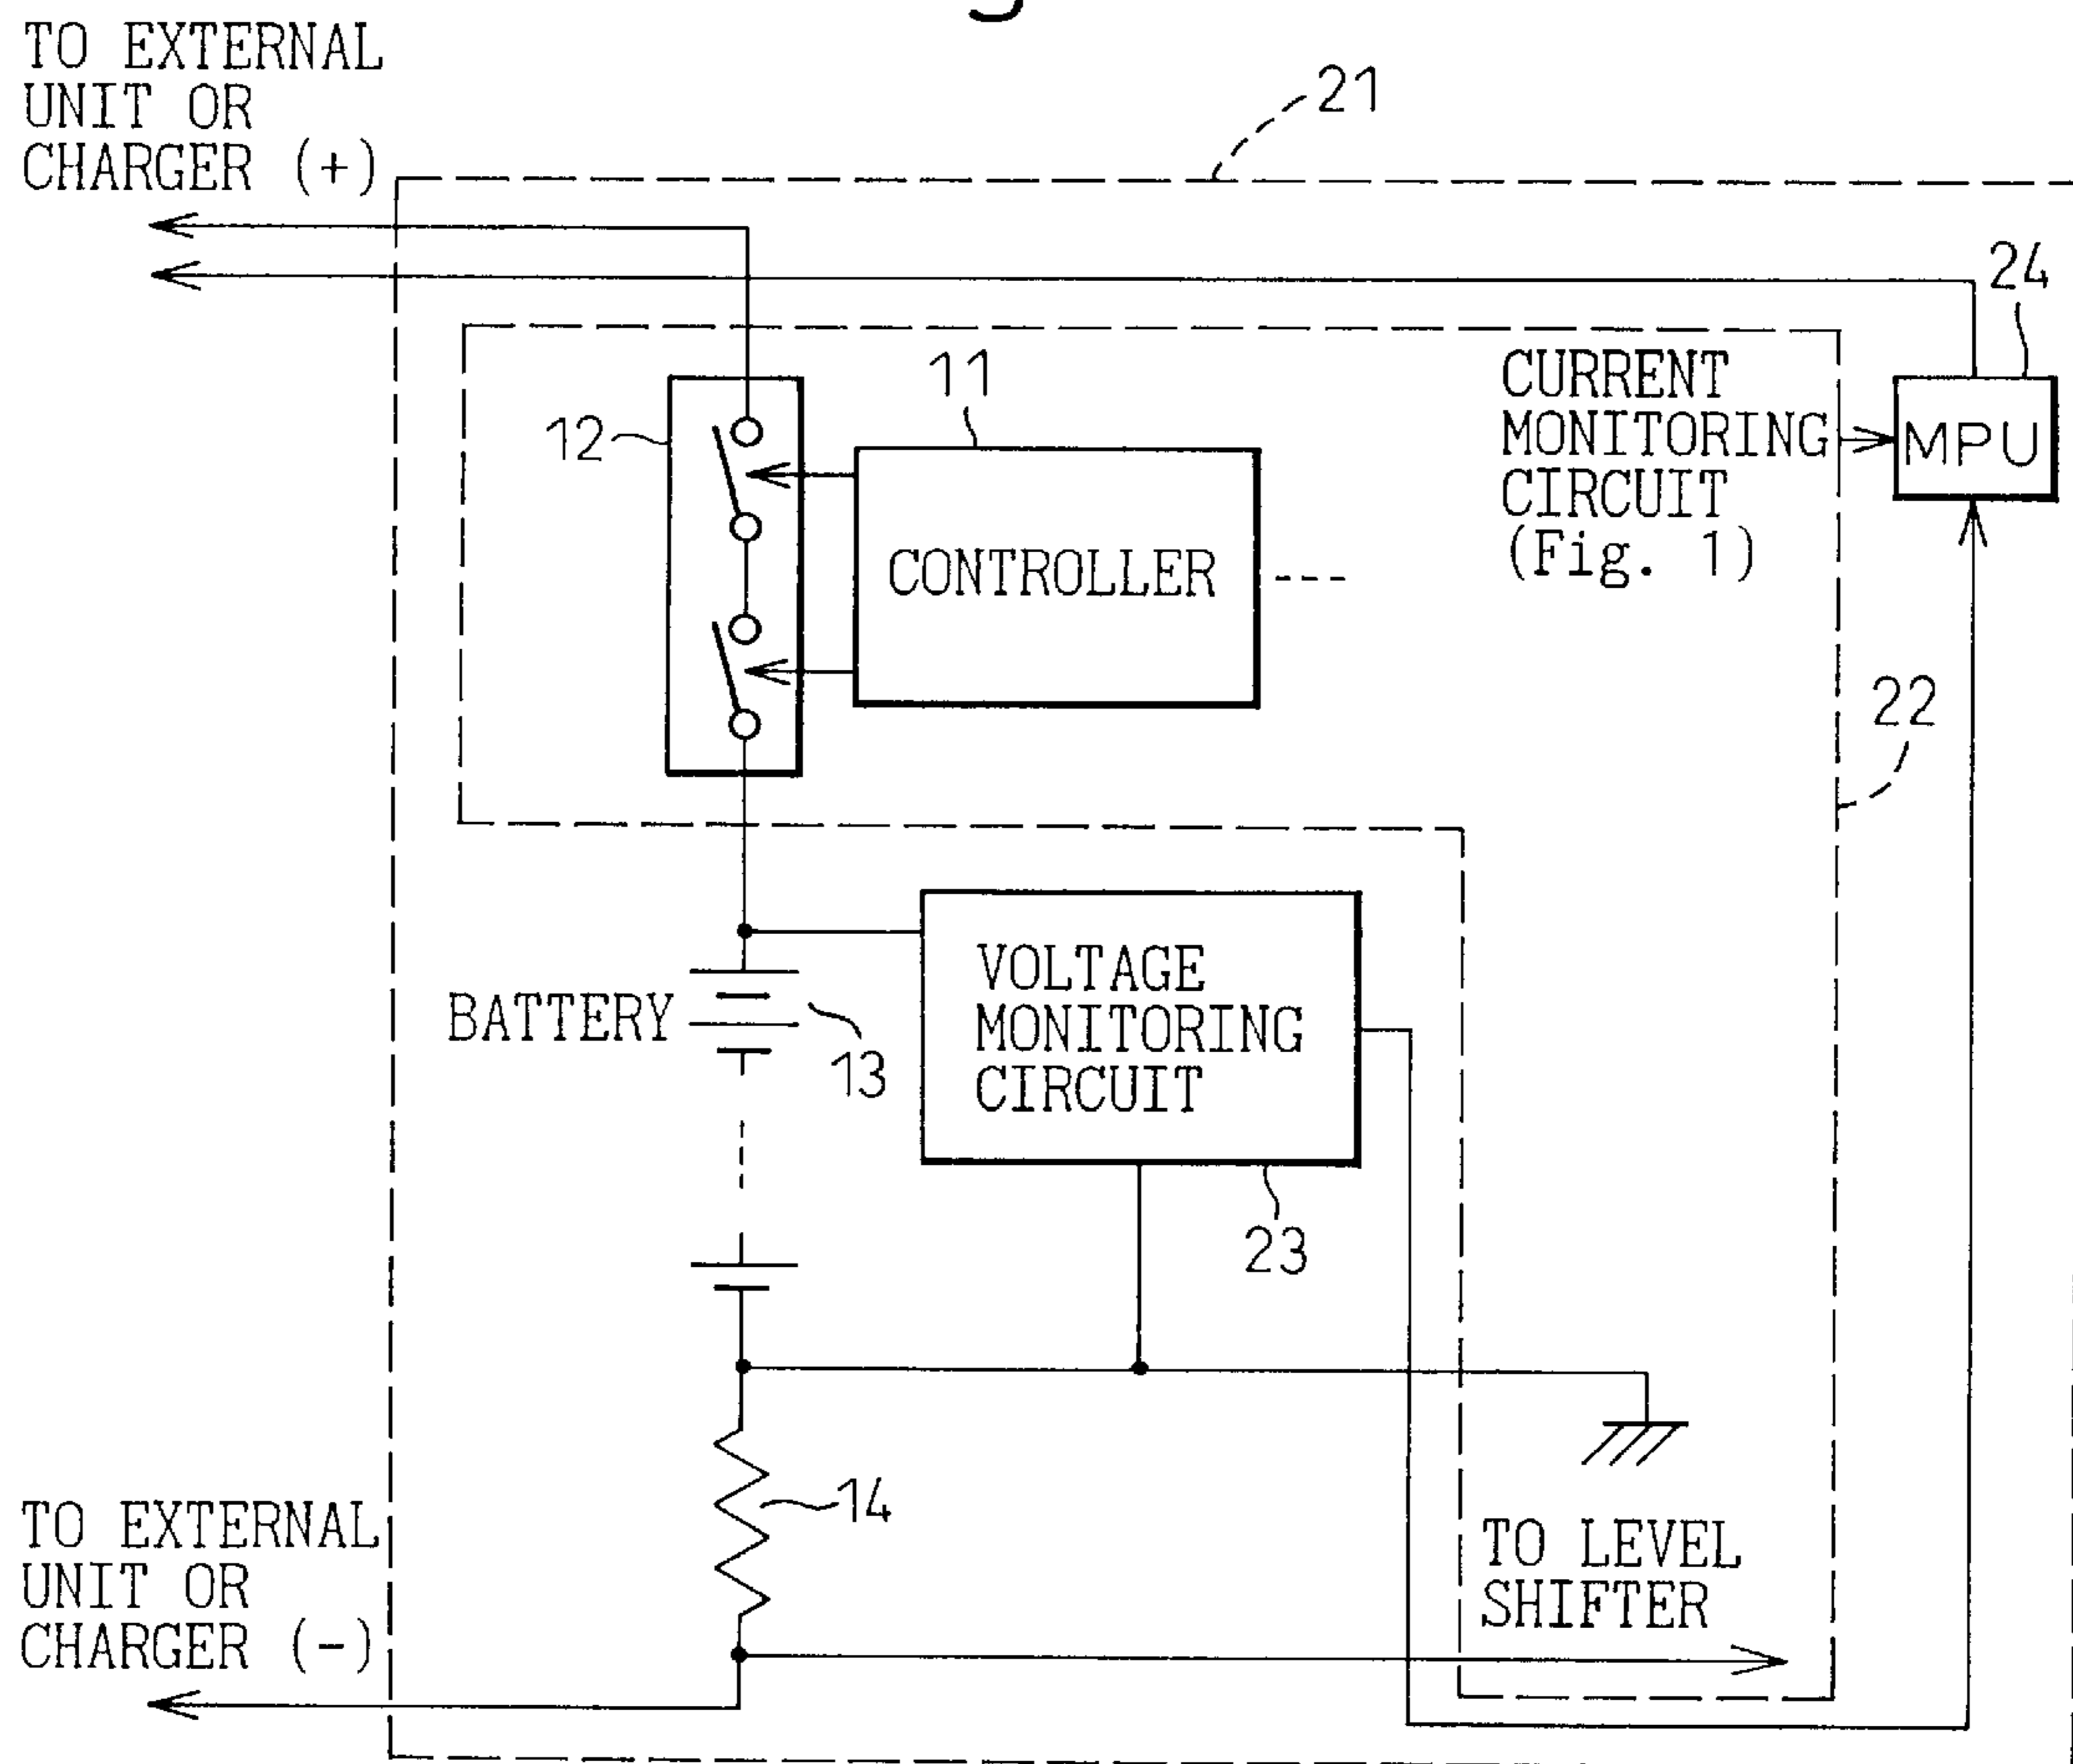 TO EXTERNAL
UNIT OR
CHARGER (+)
21
24
CURRENT
MONITORING
CIRCUIT
(Fig. 1)
MPU
11
12
CONTROLLER
22
VOLTAGE
MONITORING
CIRCUIT
BATTERY
13
23
14
TO EXTERNAL
UNIT OR
CHARGER (-)
TO LEVEL
SHIFTER